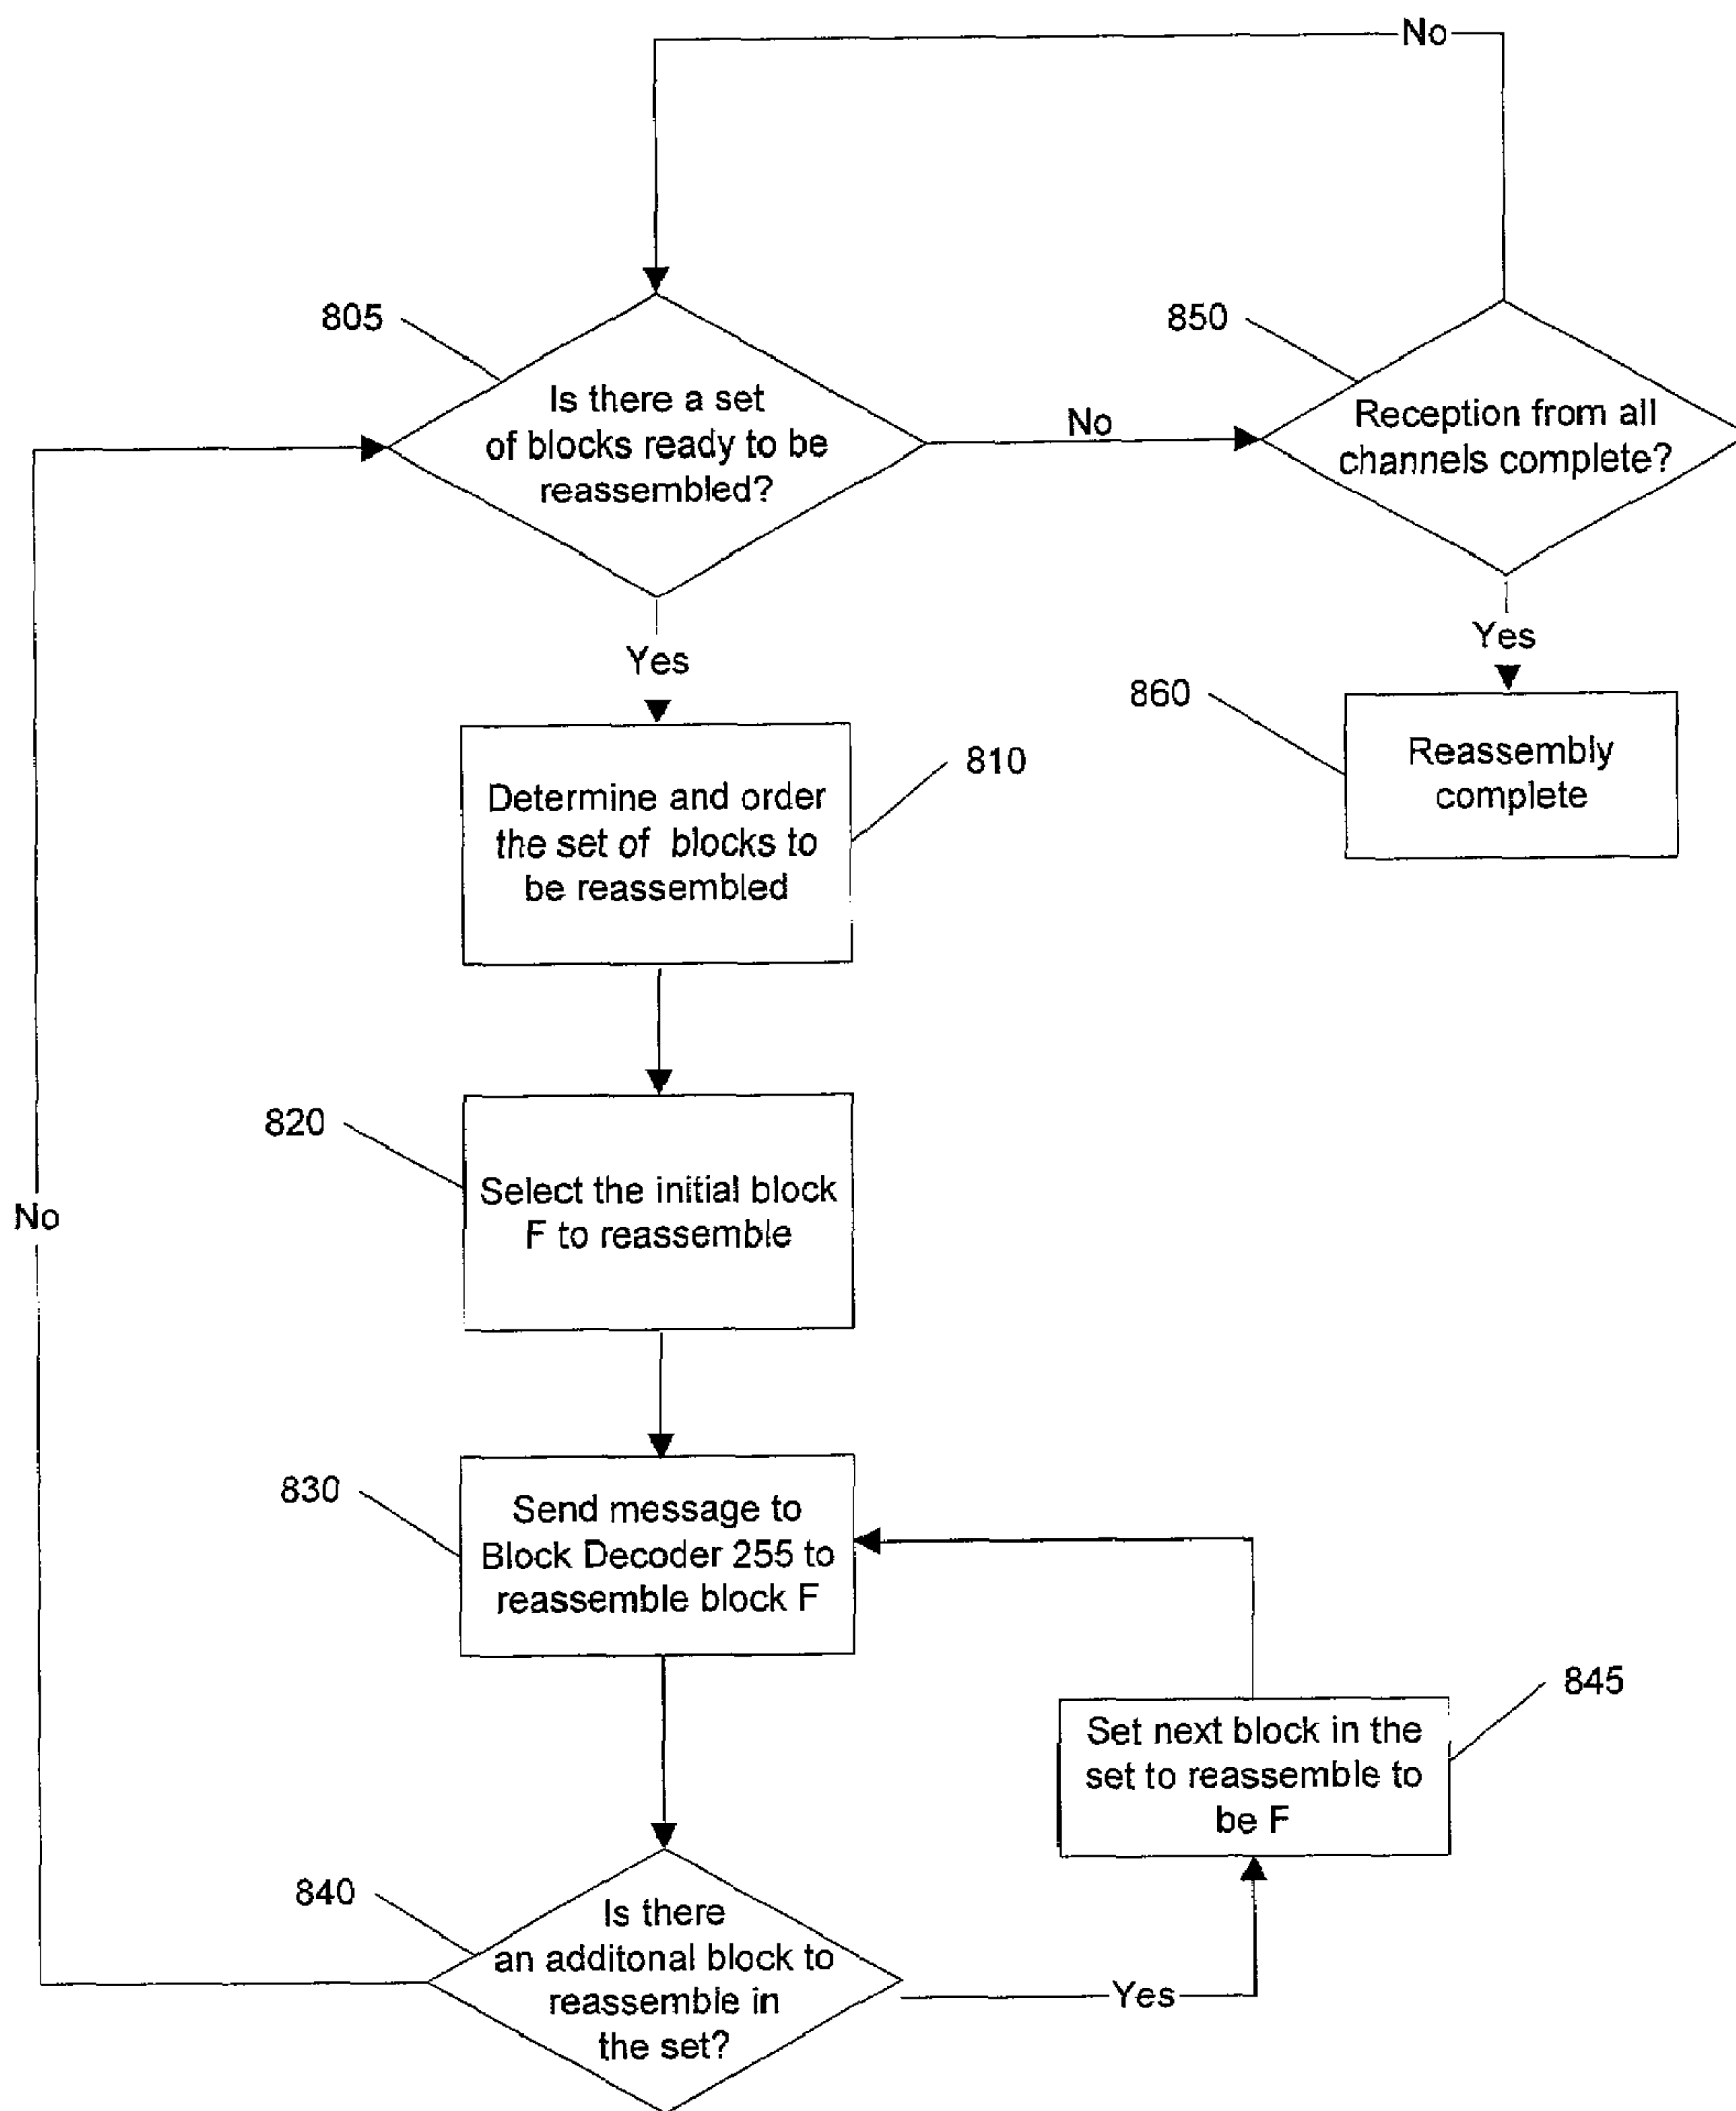 No
805
850
Is there a set
of blocks ready to be
reassembled?
No
Reception from all
channels complete?
Yes
Yes
860
810
Determine and order
the set of blocks to
be reassembled
Reassembly
complete
820
Select the initial block
F to reassemble
No
830
Send message to
Block Decoder 255 to
reassemble block F
845
Set next block in the
set to reassemble to
be F
840
Is there
an additonal block to
reassemble in
the set?
Yes